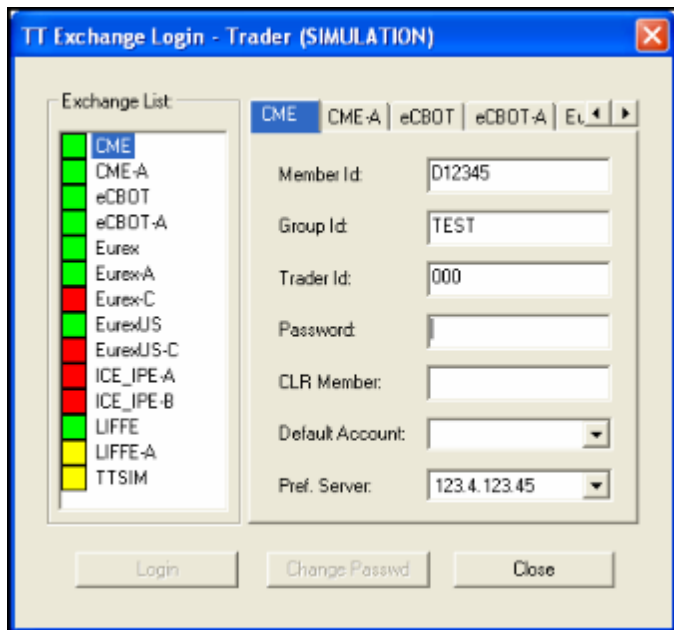 TT Exchange Login - Trader (SIMULATION)
Exchange List
CME
CME-A
eCBOT
eCBOT-A
Eurex
Eurex-A
Eurex-C
EurexUS
EurexUS-C
ICE_IPE-A
ICE_IPE-B
LIFFE
LIFFE-A
TTSIM
CME CME-A eCBOT eCBOT-A
Member Id: D12345
Group Id: TEST
Trader Id: 000
Password:
CLR Member:
Default Account:
Pref. Server: 123.4.123.45
Login Change Passwd Close